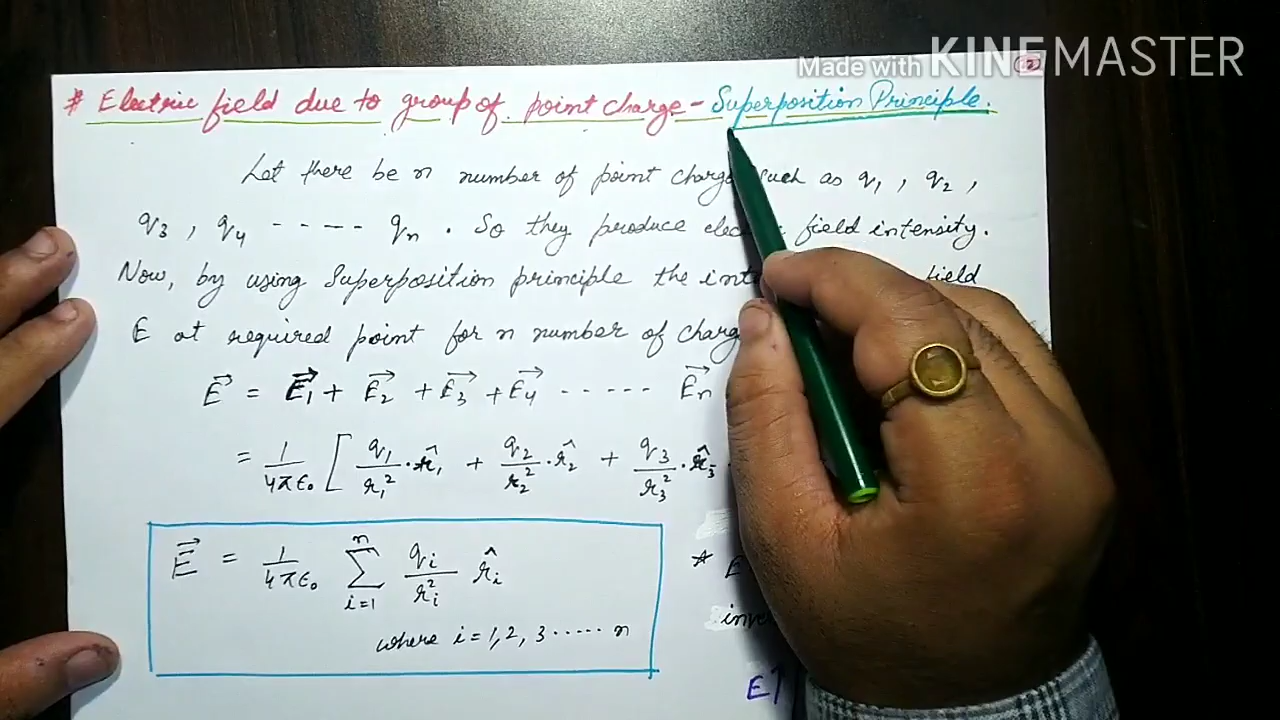 Made with KINEMASTER
# Electric field due to group of point charge - Superposition Principle.
Let there be n number of point charge such as q₁, q₂,
q₃, q₄ ----- qₙ. So they produce field intensity.
Now, by using Superposition principle the field
E at required point for n number of
E⃗ = E⃗₁ + E⃗₂ + E⃗₃ + E⃗₄ ----- E⃗ₙ
= 1/4πε₀ [ q₁/r₁² · r̂₁ + q₂/r₂² · r̂₂ + q₃/r₃² · r̂₃
E⃗ = 1/4πε₀ Σᵢ₌₁ⁿ qᵢ/rᵢ² r̂ᵢ
where i = 1, 2, 3 ..... n
* E
E↑